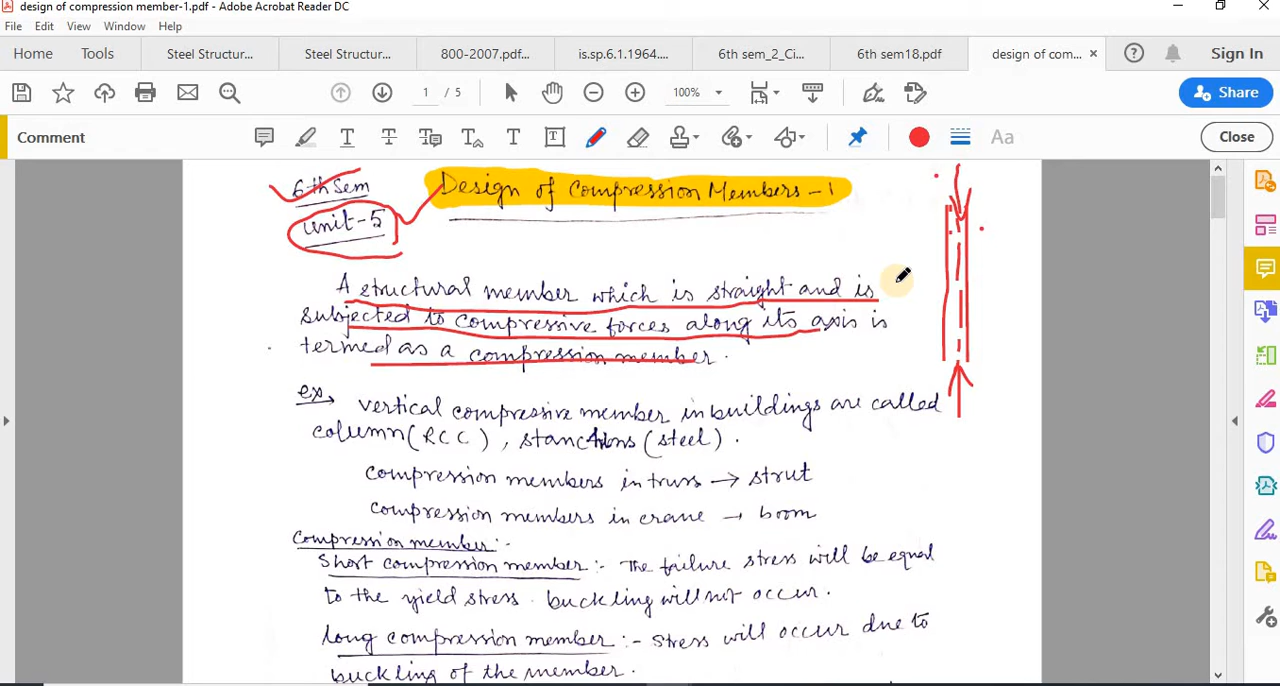 design of compression member-1.pdf - Adobe Acrobat Reader DC
File Edit View Window Help
Home Tools Steel Structur... Steel Structur... 800-2007.pdf... is.sp.6.1.1964.... 6th sem_2_Ci... 6th sem18.pdf design of com... × Sign In
1 / 5 100% Share
Comment Aa Close
6th Sem Design of Compression Members-1
Unit-5
A structural member which is straight and is
subjected to compressive forces along its axis is
termed as a compression member.
ex, vertical compressive member in buildings are called
column(RCC), stanctions (steel).
compression members in truss → strut
compression members in crane → boom
Compression member:-
Short compression member:- The failure stress will be equal
to the yield stress. buckling will not occur.
long compression member:- Stress will occur due to
buckling of the member.